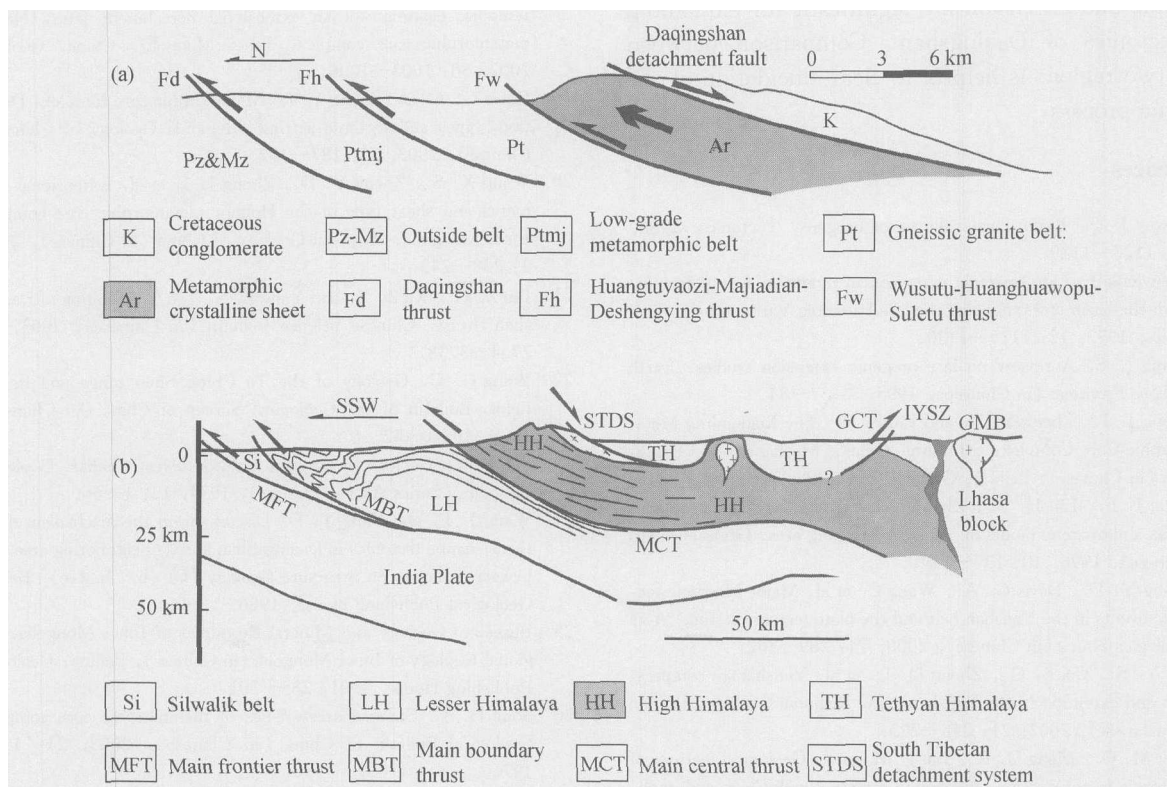 Daqingshan
detachment fault
0 3 6 km
(a)
N
Fd
Fh
Fw
K
Pz&Mz
Ptmj
Pt
Ar
K
Cretaceous
conglomerate
Pz-Mz
Outside belt
Ptmj
Low-grade
metamorphic belt
Pt
Gneissic granite belt:
Ar
Metamorphic
crystalline sheet
Fd
Daqingshan
thrust
Fh
Huangtuyaozi-Majiadian-
Deshengying thrust
Fw
Wusutu-Huanghuawopu-
Suletu thrust
SSW
STDS
GCT
IYSZ
GMB
(b)
0
Si
HH
TH
TH
?
MFT
MBT
LH
HH
Lhasa
block
25 km
MCT
India Plate
50 km
50 km
Si
Silwalik belt
LH
Lesser Himalaya
HH
High Himalaya
TH
Tethyan Himalaya
MFT
Main frontier thrust
MBT
Main boundary
thrust
MCT
Main central thrust
STDS
South Tibetan
detachment system